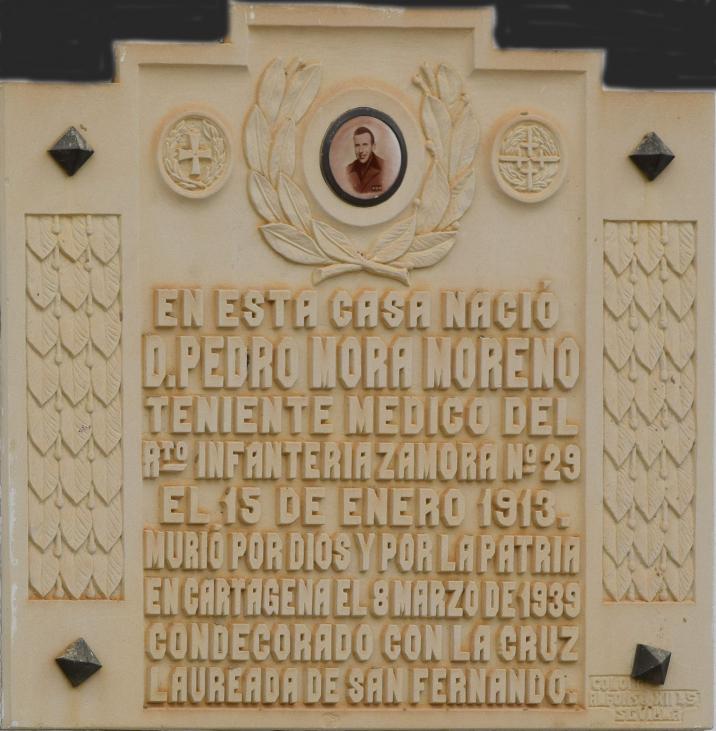 EN ESTA CASA NACIÓ
D. PEDRO MORA MORENO
TENIENTE MEDICO DEL
RTO INFANTERIA ZAMORA Nº 29
EL 15 DE ENERO 1913.
MURIÓ POR DIOS Y POR LA PATRIA
EN CARTAGENA EL 8 MARZO DE 1939
CONDECORADO CON LA CRUZ
LAUREADA DE SAN FERNANDO.
SEVILLA